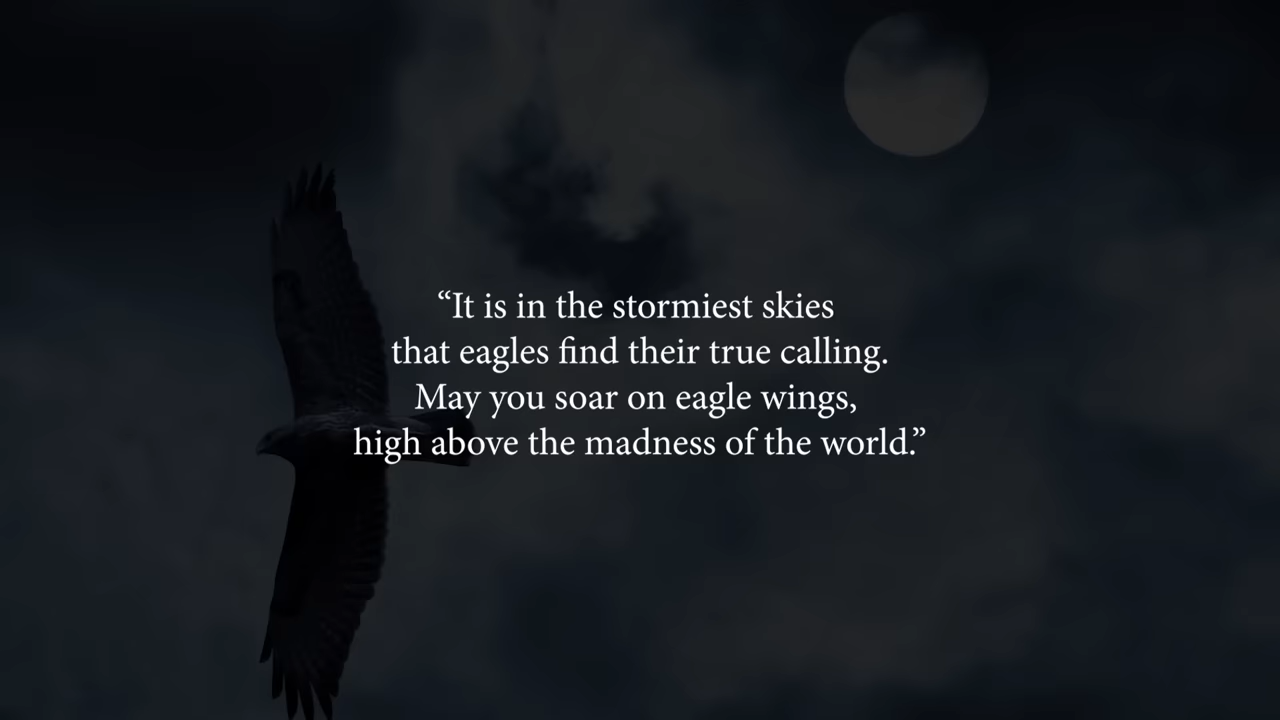 “It is in the stormiest skies
that eagles find their true calling.
May you soar on eagle wings,
high above the madness of the world.”